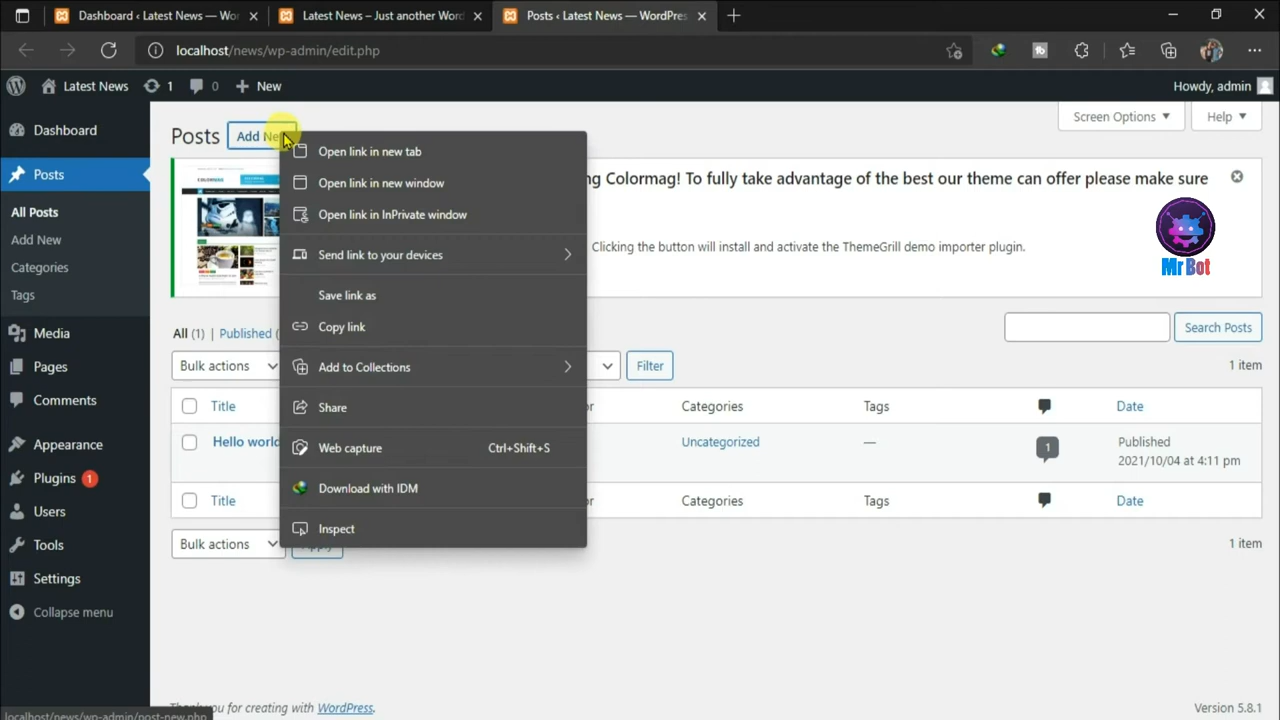 Dashboard ‹ Latest News — Wor
Latest News – Just another Word
Posts ‹ Latest News — WordPres
localhost/news/wp-admin/edit.php
Latest News
1
0
New
Howdy, admin
Dashboard
Posts
All Posts
Add New
Categories
Tags
Media
Pages
Comments
Appearance
Plugins 1
Users
Tools
Settings
Collapse menu
Posts
Add Ne
Screen Options
Help
Open link in new tab
Open link in new window
Open link in InPrivate window
Send link to your devices
Save link as
Copy link
Add to Collections
Share
Web capture Ctrl+Shift+S
Download with IDM
Inspect
COLORMAG
ng Colormag! To fully take advantage of the best our theme can offer please make sure
Clicking the button will install and activate the ThemeGrill demo importer plugin.
Mr Bot
All (1) | Published (
Search Posts
Bulk actions
Filter
1 item
Title
or
Categories
Tags
Date
Hello world
Uncategorized
—
1
Published
2021/10/04 at 4:11 pm
Title
Categories
Tags
Date
Bulk actions
Apply
1 item
Thank you for creating with WordPress.
Version 5.8.1
localhost/news/wp-admin/post-new.php